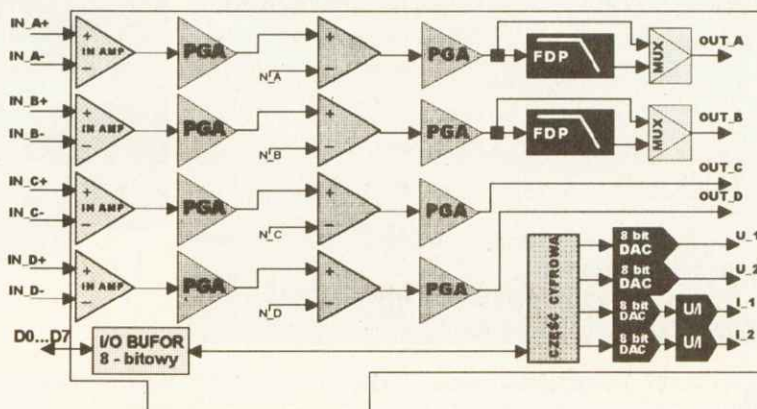 IN_A+
IN_A-
+
−
IN AMP
PGA
+
−
N_A
PGA
FDP
MUX
OUT_A
IN_B+
IN_B-
+
−
IN AMP
PGA
+
−
N_B
PGA
FDP
MUX
OUT_B
IN_C+
IN_C-
+
−
IN AMP
PGA
+
−
N_C
PGA
OUT_C
OUT_D
IN_D+
IN_D-
+
−
IN AMP
PGA
+
−
N_D
PGA
CZĘŚĆ CYFROWA
8 bit
DAC
U_1
8 bit
DAC
U_2
8 bit
DAC
U/I
I_1
8 bit
DAC
U/I
I_2
D0...D7
I/O BUFOR
8 - bitowy